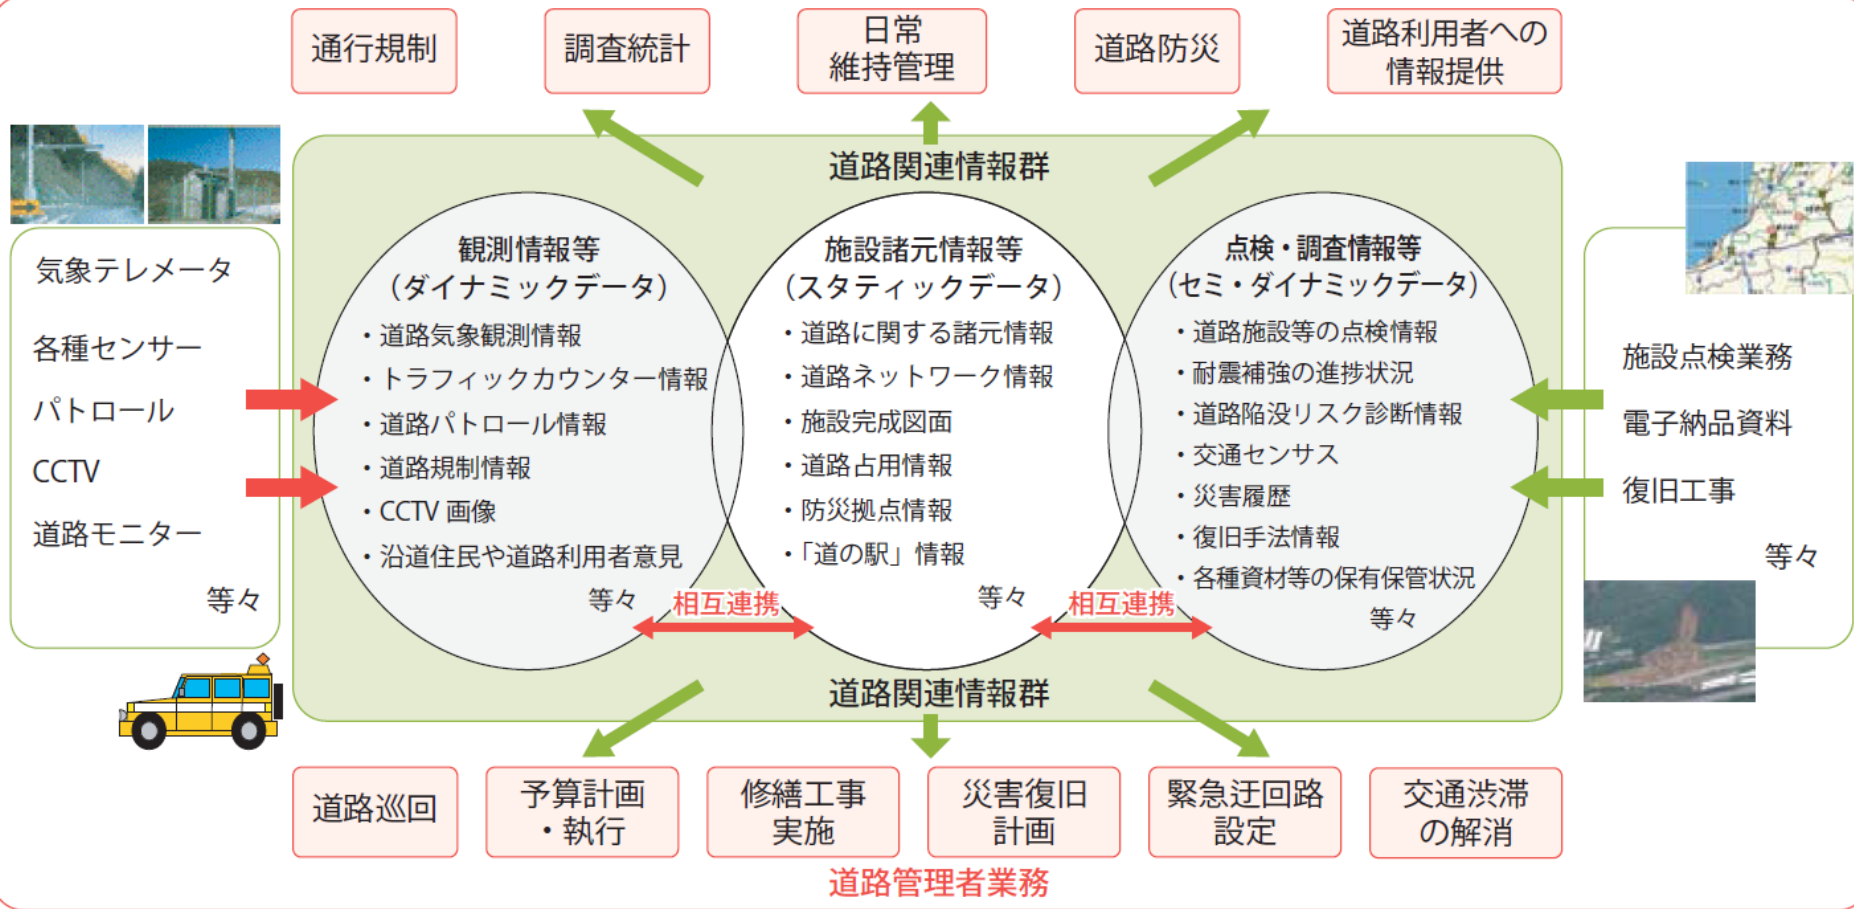 通行規制
調査統計
日常
維持管理
道路防災
道路利用者への
情報提供
道路関連情報群
気象テレメータ
各種センサー
パトロール
CCTV
道路モニター
等々
観測情報等
（ダイナミックデータ）
・道路気象観測情報
・トラフィックカウンター情報
・道路パトロール情報
・道路規制情報
・CCTV 画像
・沿道住民や道路利用者意見
等々
相互連携
施設諸元情報等
（スタティックデータ）
・道路に関する諸元情報
・道路ネットワーク情報
・施設完成図面
・道路占用情報
・防災拠点情報
・「道の駅」情報
等々
相互連携
点検・調査情報等
（セミ・ダイナミックデータ）
・道路施設等の点検情報
・耐震補強の進捗状況
・道路陥没リスク診断情報
・交通センサス
・災害履歴
・復旧手法情報
・各種資材等の保有保管状況
等々
施設点検業務
電子納品資料
復旧工事
等々
道路関連情報群
道路巡回
予算計画
・執行
修繕工事
実施
災害復旧
計画
緊急迂回路
設定
交通渋滞
の解消
道路管理者業務